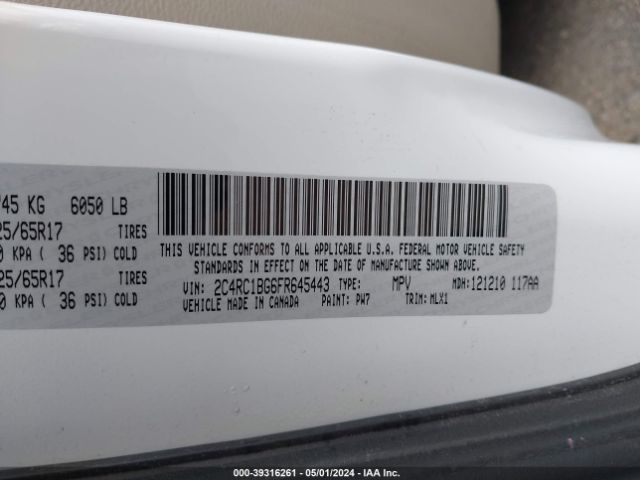 45 KG 6050 LB
25/65R17 TIRES
0 KPA ( 36 PSI) COLD
25/65R17 TIRES
0 KPA ( 36 PSI) COLD
THIS VEHICLE CONFORMS TO ALL APPLICABLE U.S.A. FEDERAL MOTOR VEHICLE SAFETY
STANDARDS IN EFFECT ON THE DATE OF MANUFACTURE SHOWN ABOVE.
VIN: 2C4RC1BG6FR645443 TYPE: MPV MDH: 121210 117AA
VEHICLE MADE IN CANADA PAINT: PW7 TRIM: MLX1
000-39316261 - 05/01/2024 - IAA Inc.